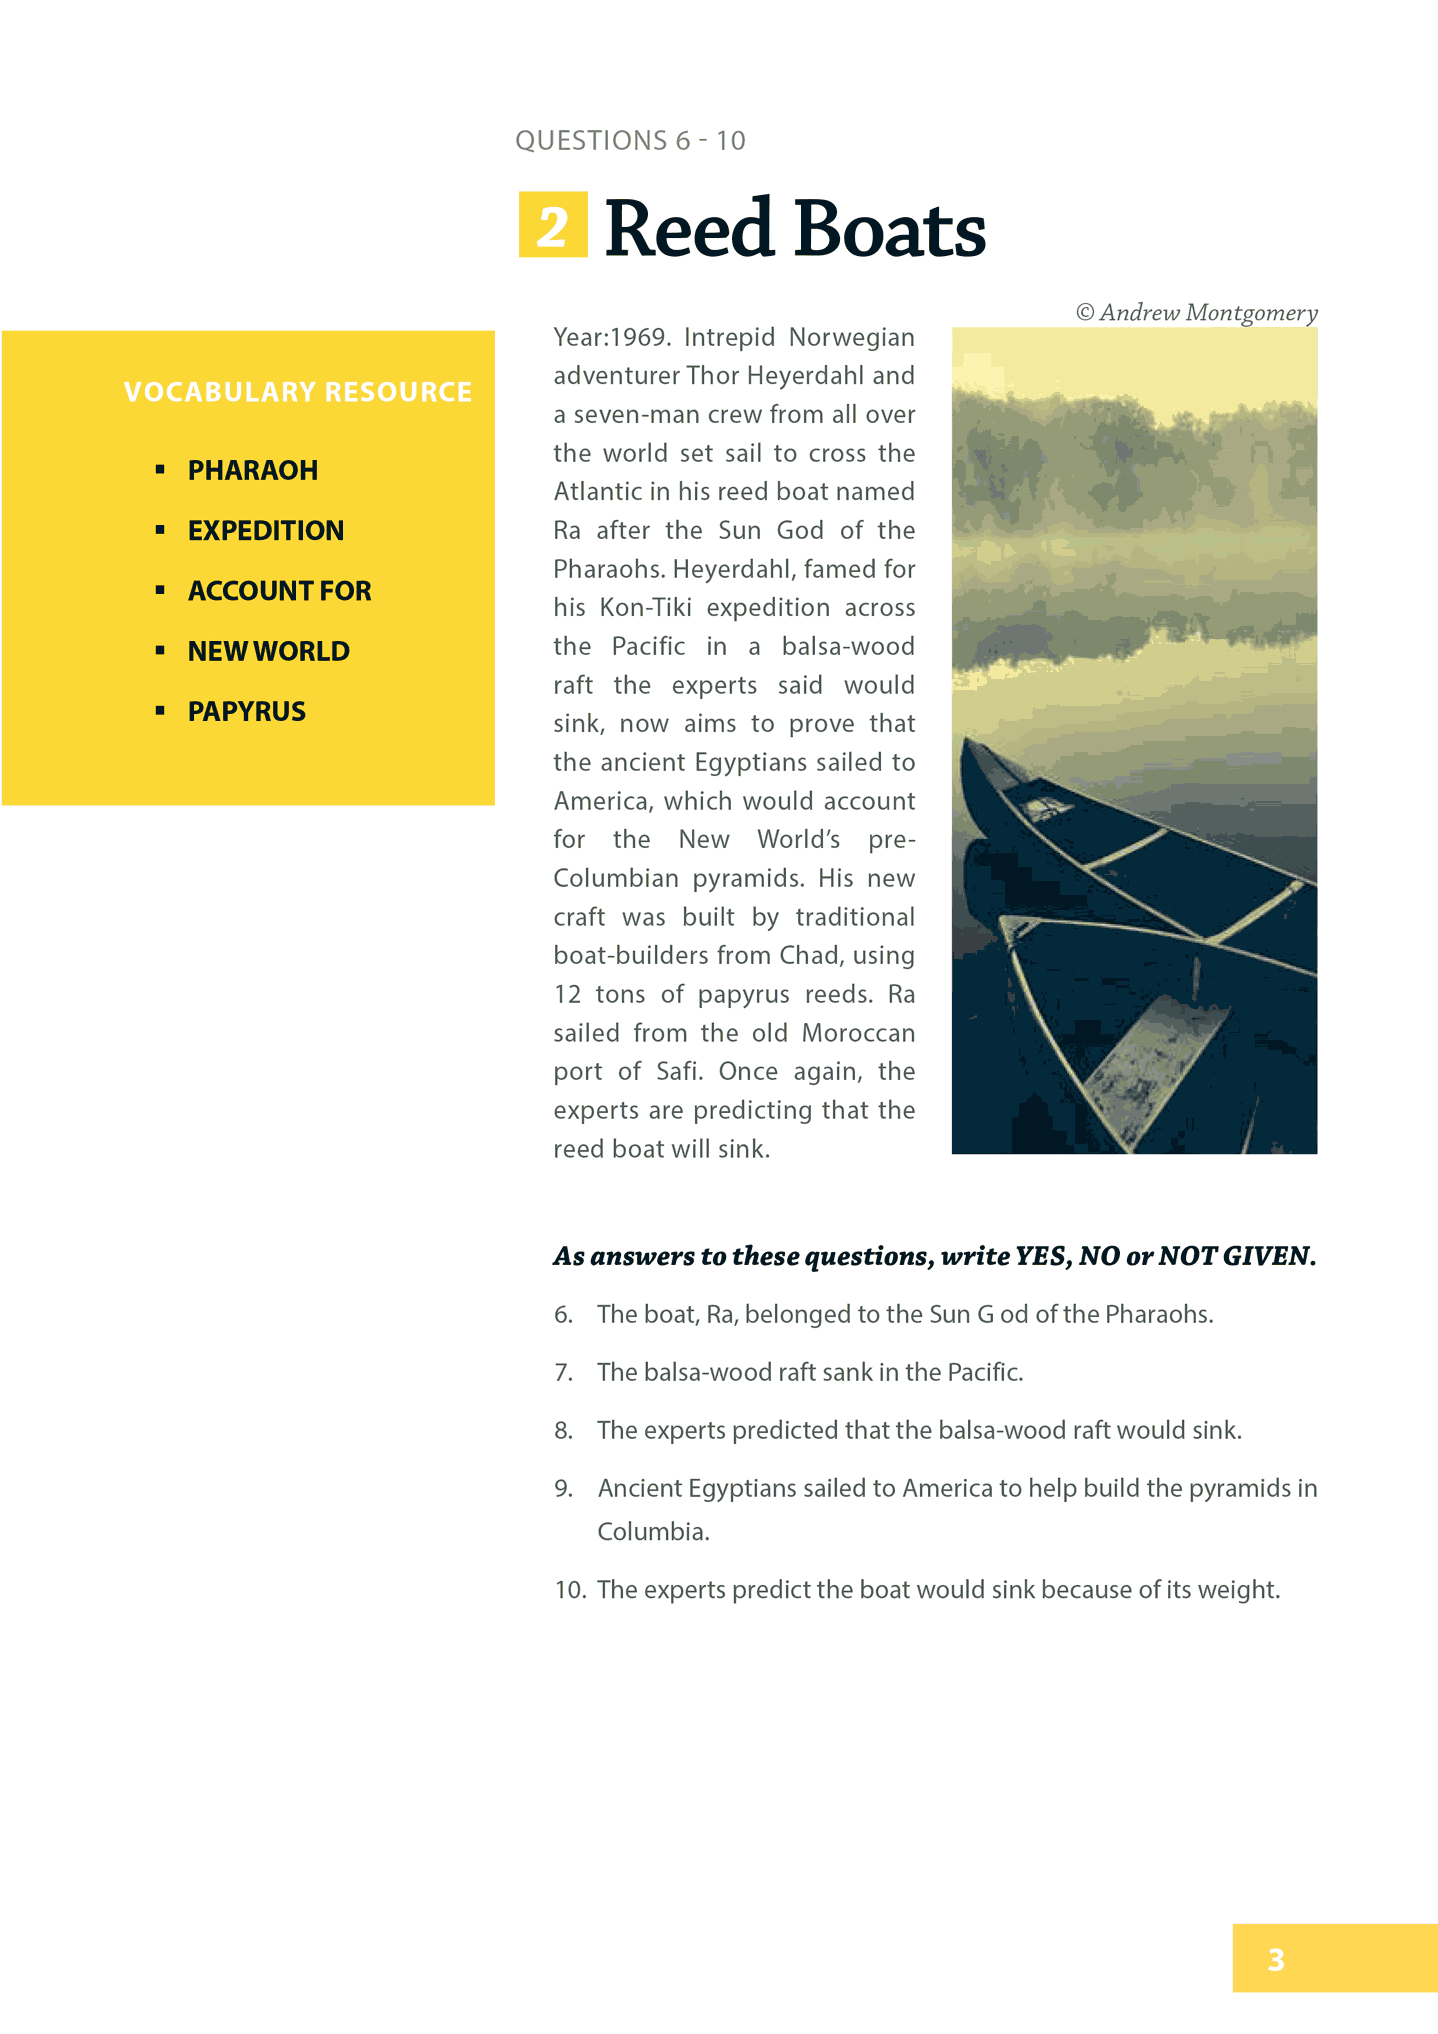 QUESTIONS 6 - 10
2 Reed Boats
© Andrew Montgomery
VOCABULARY RESOURCE
▪ PHARAOH
▪ EXPEDITION
▪ ACCOUNT FOR
▪ NEW WORLD
▪ PAPYRUS
Year:1969. Intrepid Norwegian
adventurer Thor Heyerdahl and
a seven-man crew from all over
the world set sail to cross the
Atlantic in his reed boat named
Ra after the Sun God of the
Pharaohs. Heyerdahl, famed for
his Kon-Tiki expedition across
the Pacific in a balsa-wood
raft the experts said would
sink, now aims to prove that
the ancient Egyptians sailed to
America, which would account
for the New World’s pre-
Columbian pyramids. His new
craft was built by traditional
boat-builders from Chad, using
12 tons of papyrus reeds. Ra
sailed from the old Moroccan
port of Safi. Once again, the
experts are predicting that the
reed boat will sink.
As answers to these questions, write YES, NO or NOT GIVEN.
6. The boat, Ra, belonged to the Sun G od of the Pharaohs.
7. The balsa-wood raft sank in the Pacific.
8. The experts predicted that the balsa-wood raft would sink.
9. Ancient Egyptians sailed to America to help build the pyramids in
Columbia.
10. The experts predict the boat would sink because of its weight.
3